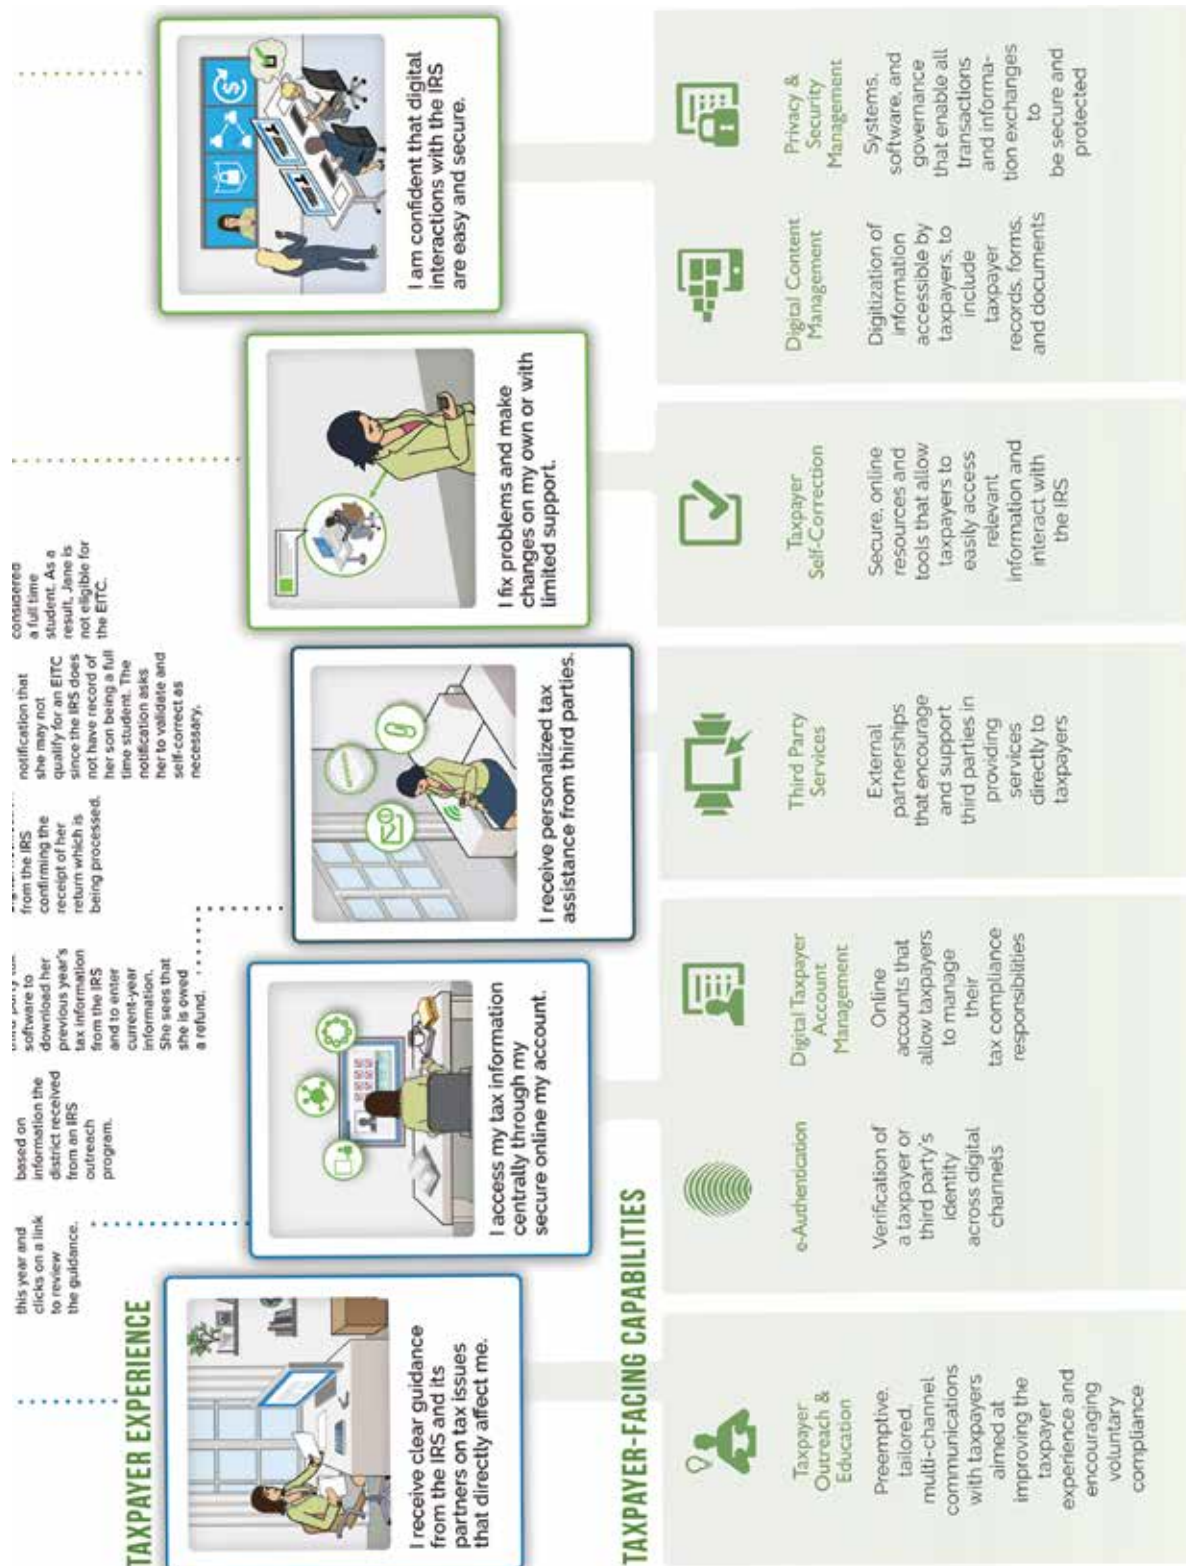 this year and
clicks on a link
to review
the guidance.
based on
information the
district received
from an IRS
outreach
program.
software to
download her
previous year's
tax information
from the IRS
and to enter
current-year
information.
She sees that
she is owed
a refund.
from the IRS
confirming the
receipt of her
return which is
being processed.
notification that
she may not
qualify for an EITC
since the IRS does
not have record of
her son being a full
time student. The
notification asks
her to validate and
self-correct as
necessary.
considered
a full time
student. As a
result, Jane is
not eligible for
the EITC.
TAXPAYER EXPERIENCE
I receive clear guidance
from the IRS and its
partners on tax issues
that directly affect me.
I access my tax information
centrally through my
secure online my account.
I receive personalized tax
assistance from third parties.
I fix problems and make
changes on my own or with
limited support.
I am confident that digital
interactions with the IRS
are easy and secure.
TAXPAYER-FACING CAPABILITIES
Taxpayer
Outreach &
Education
Preemptive,
tailored,
multi-channel
communications
with taxpayers
aimed at
improving the
taxpayer
experience and
encouraging
voluntary
compliance
e-Authentication
Verification of
a taxpayer or
third party's
identity
across digital
channels
Digital Taxpayer
Account
Management
Online
accounts that
allow taxpayers
to manage
their
tax compliance
responsibilities
Third Party
Services
External
partnerships
that encourage
and support
third parties in
providing
services
directly to
taxpayers
Taxpayer
Self-Correction
Secure, online
resources and
tools that allow
taxpayers to
easily access
relevant
information and
interact with
the IRS
Digital Content
Management
Digitization of
information
accessible by
taxpayers, to
include
taxpayer
records, forms,
and documents
Privacy &
Security
Management
Systems,
software, and
governance
that enable all
transactions
and informa-
tion exchanges
to
be secure and
protected